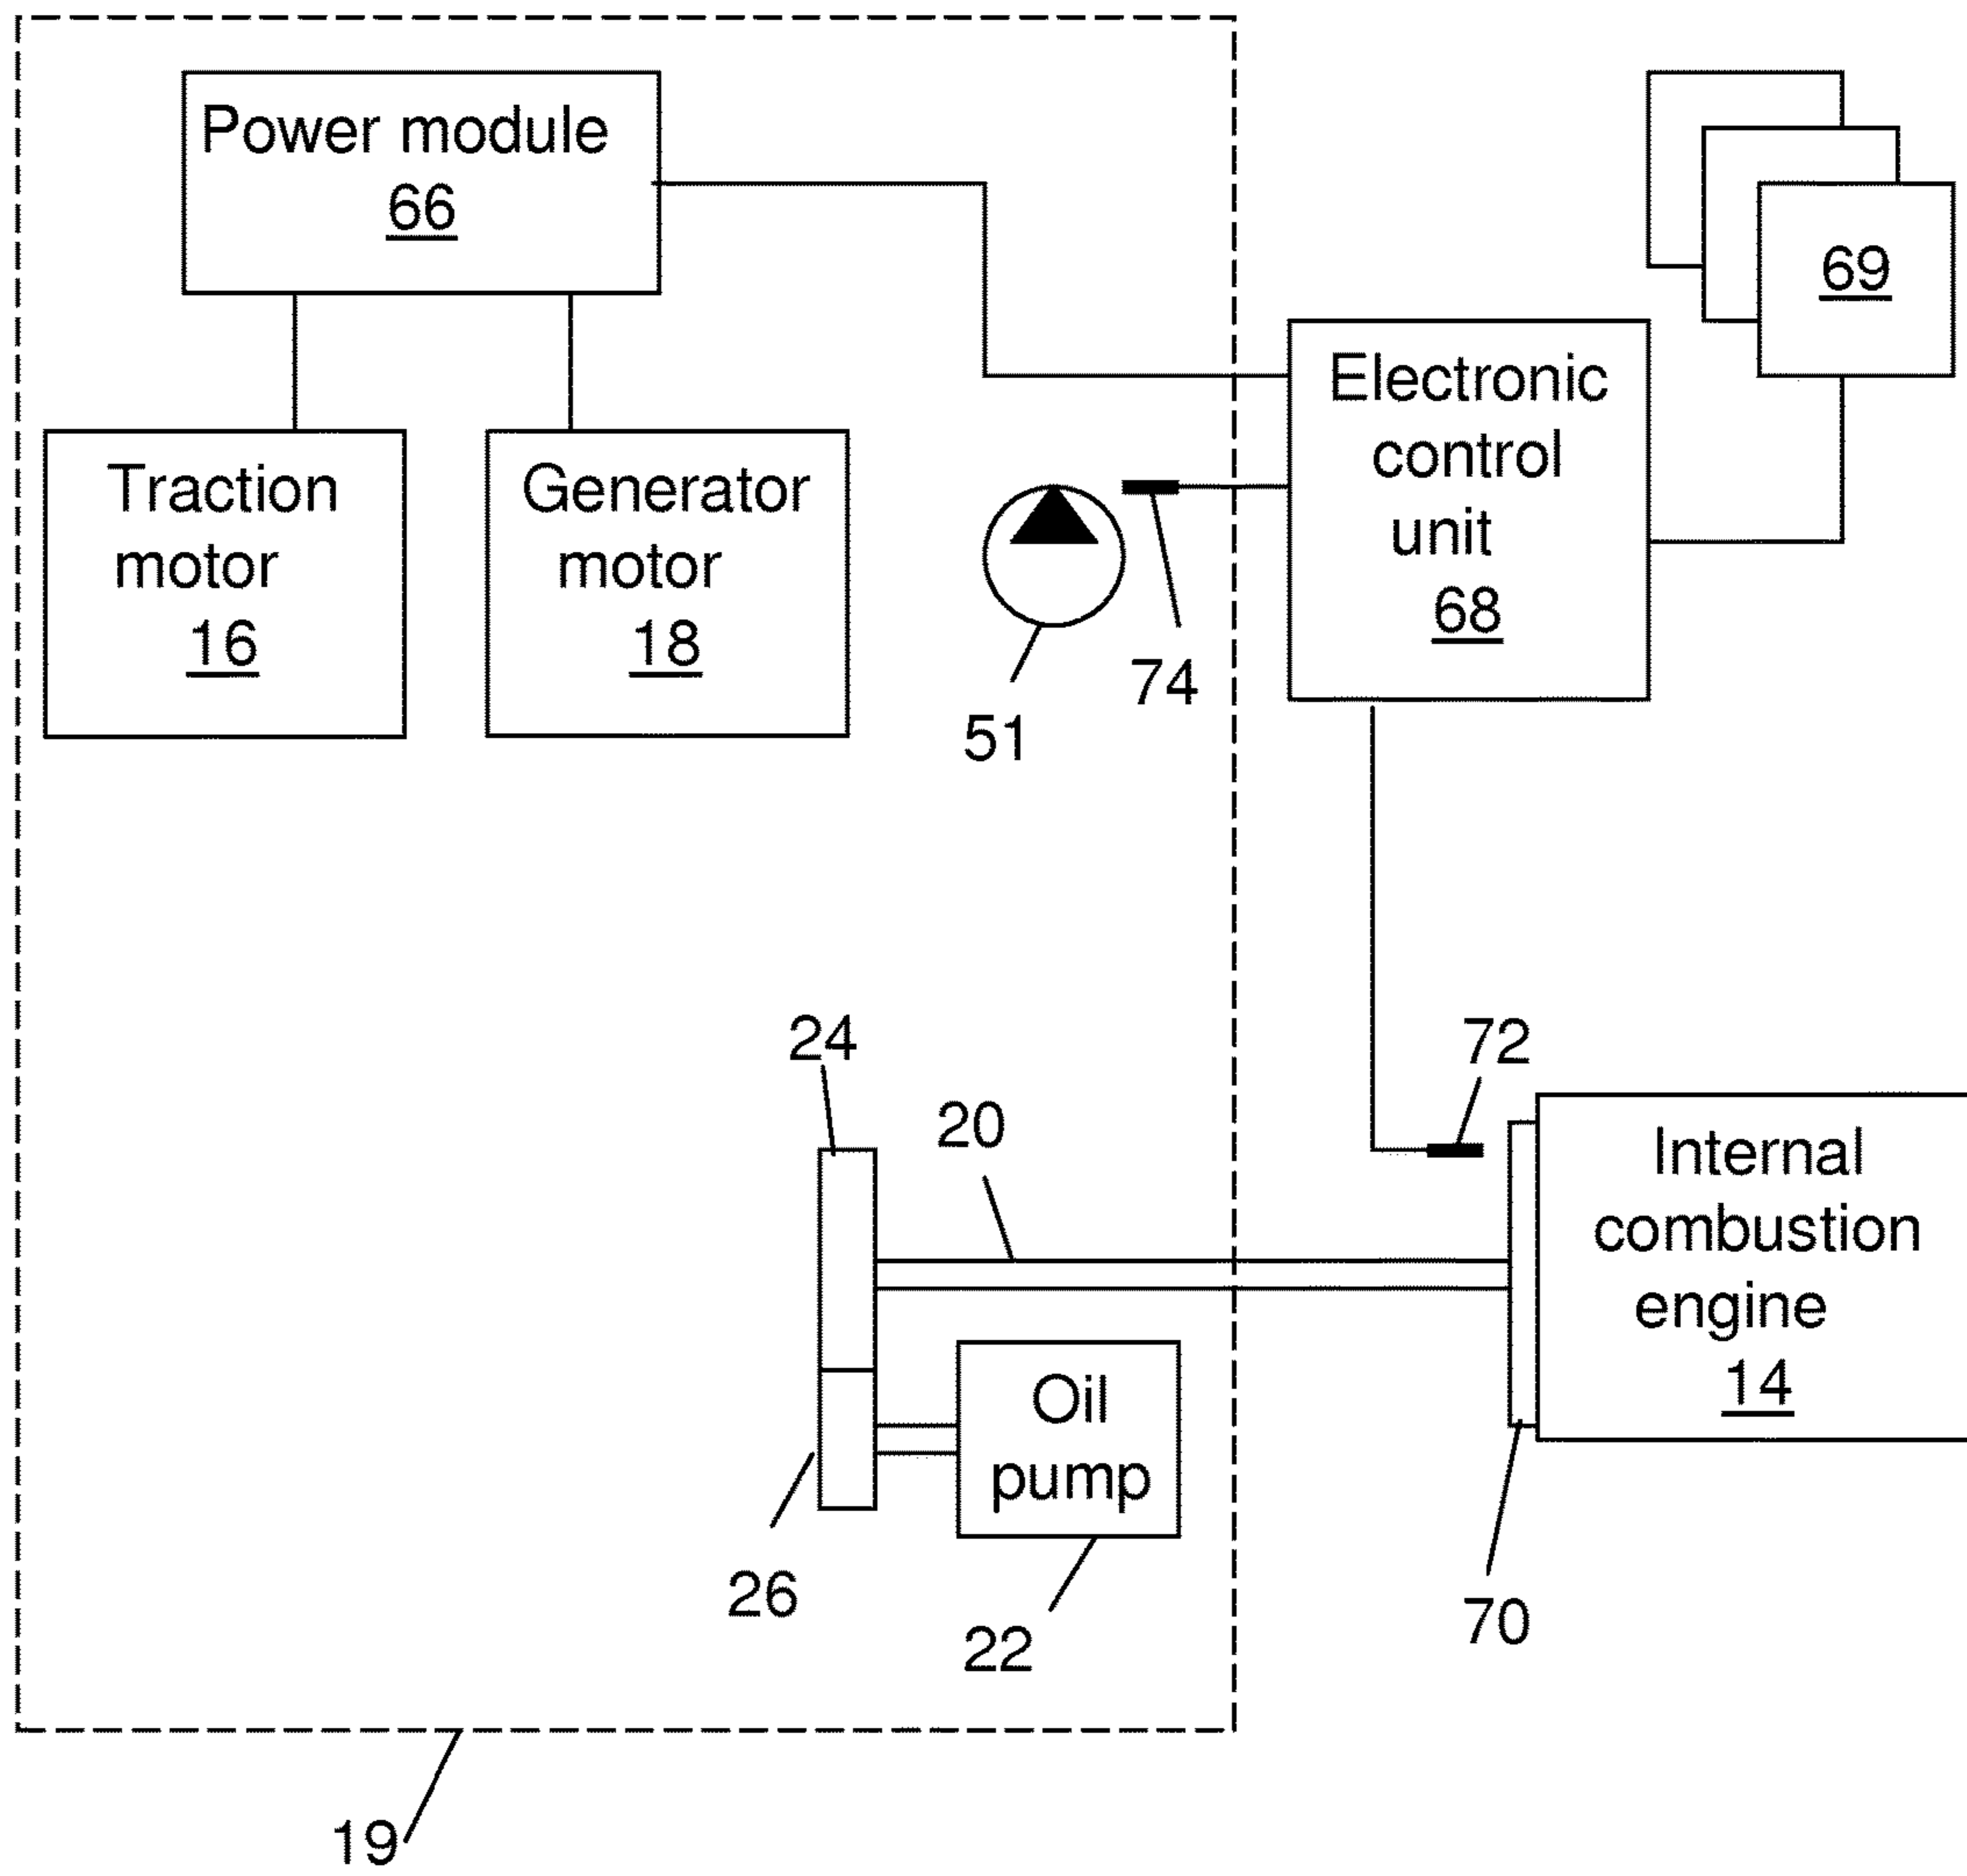 Power module
66
69
Electronic
control
unit
68
Traction
motor
16
Generator
motor
18
74
51
24
20
72
Internal
combustion
engine
14
Oil
pump
26
22
70
19